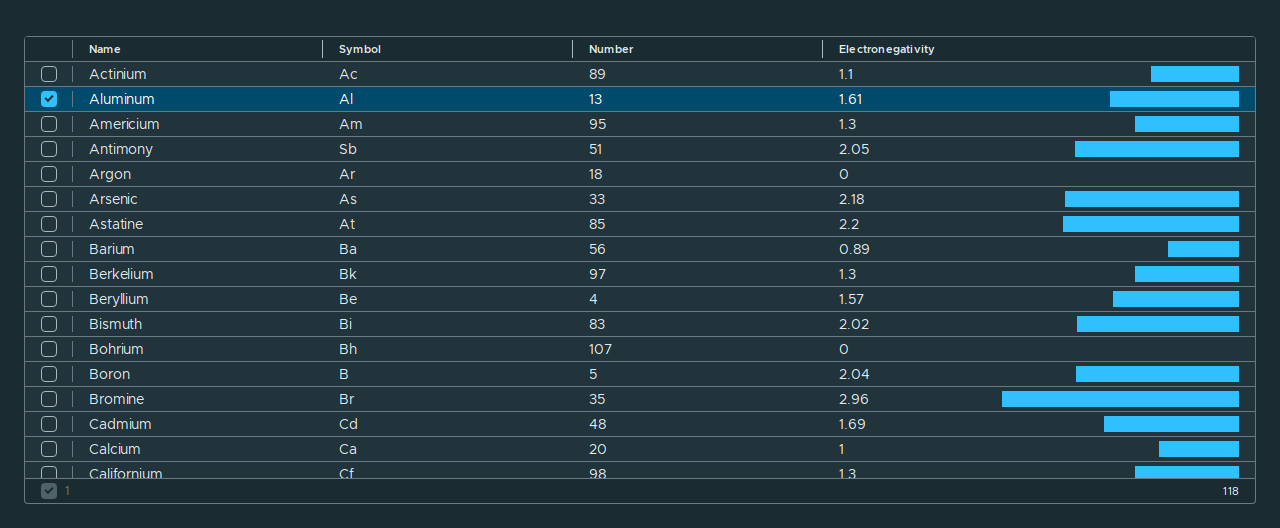 Name Symbol Number Electronegativity
Actinium Ac 89 1.1
Aluminum Al 13 1.61
Americium Am 95 1.3
Antimony Sb 51 2.05
Argon Ar 18 0
Arsenic As 33 2.18
Astatine At 85 2.2
Barium Ba 56 0.89
Berkelium Bk 97 1.3
Beryllium Be 4 1.57
Bismuth Bi 83 2.02
Bohrium Bh 107 0
Boron B 5 2.04
Bromine Br 35 2.96
Cadmium Cd 48 1.69
Calcium Ca 20 1
Californium Cf 98 1.3
1 118